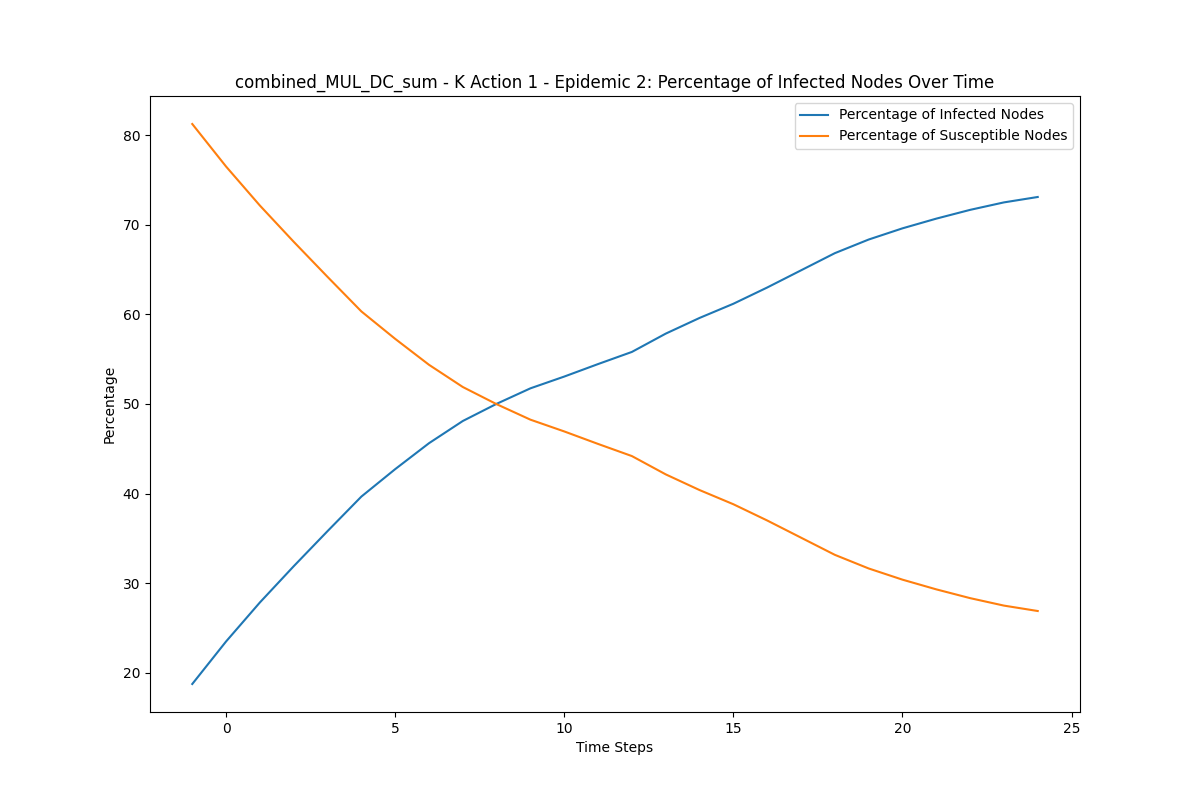 combined_MUL_DC_sum - K Action 1 - Epidemic 2: Percentage of Infected Nodes Over Time
Percentage of Infected Nodes
Percentage of Susceptible Nodes
Percentage
80
70
60
50
40
30
20
0
5
10
15
20
25
Time Steps